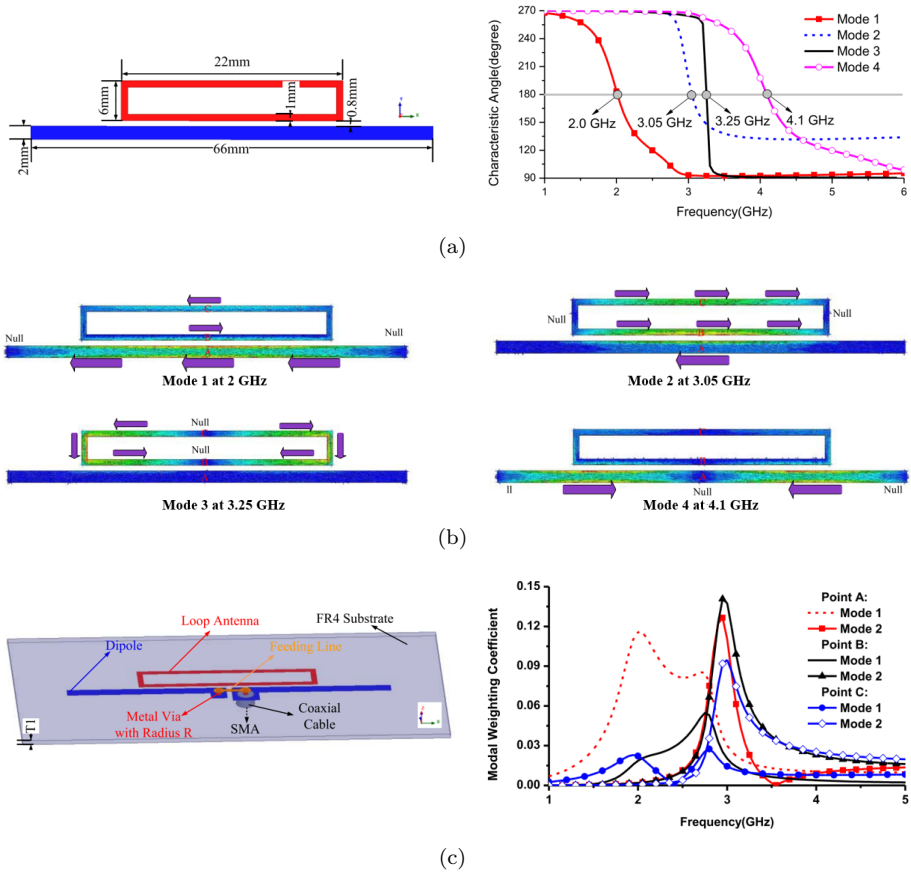 22mm
6mm
1mm
0.8mm
2mm
66mm
Characteristic Angle(degree)
270
240
210
180
150
120
90
Mode 1
Mode 2
Mode 3
Mode 4
2.0 GHz
3.05 GHz
3.25 GHz
4.1 GHz
1 2 3 4 5 6
Frequency(GHz)
(a)
Null
Null
C
A
Mode 1 at 2 GHz
Null
Null
Mode 2 at 3.05 GHz
Null
Null
A
Mode 3 at 3.25 GHz
ll
Null
Null
Mode 4 at 4.1 GHz
(b)
Loop Antenna
FR4 Substrate
Dipole
Feeding Line
Metal Via
with Radius R
SMA
Coaxial
Cable
T1
Modal Weighting Coefficient
0.15
0.12
0.09
0.06
0.03
0.00
Point A:
Mode 1
Mode 2
Point B:
Mode 1
Mode 2
Point C:
Mode 1
Mode 2
1 2 3 4 5
Frequency(GHz)
(c)